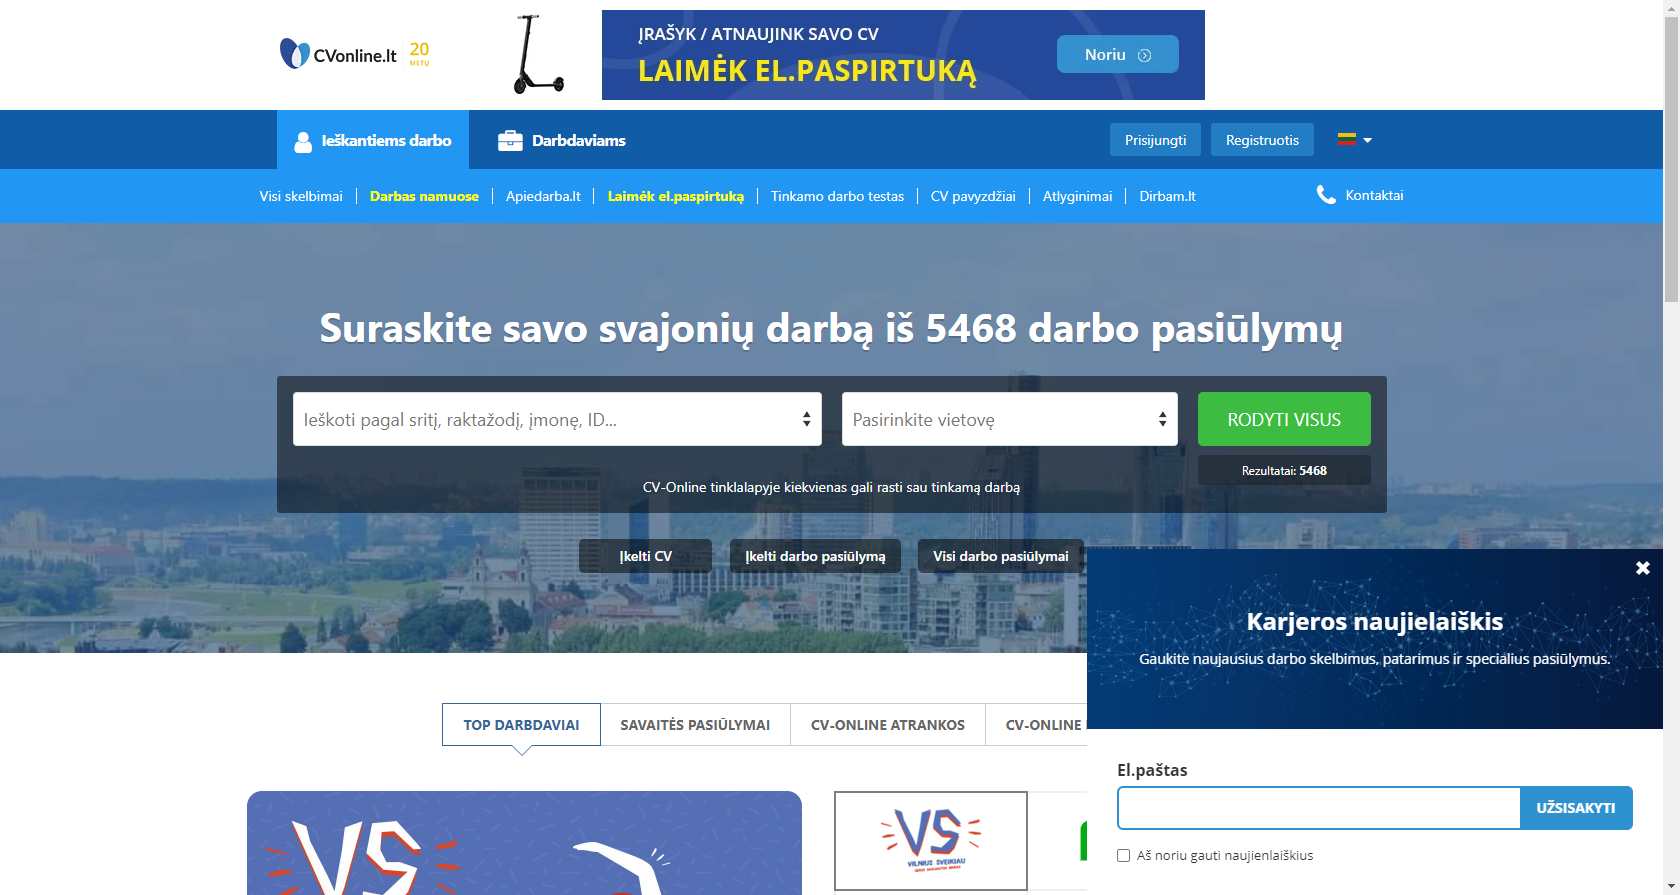 CVonline.lt
20
METŲ
ĮRAŠYK / ATNAUJINK SAVO CV
LAIMĖK EL.PASPIRTUKĄ
Noriu
Ieškantiems darbo
Darbdaviams
Prisijungti
Registruotis
Visi skelbimai
Darbas namuose
Apiedarba.lt
Laimėk el.paspirtuką
Tinkamo darbo testas
CV pavyzdžiai
Atlyginimai
Dirbam.lt
Kontaktai
Suraskite savo svajonių darbą iš 5468 darbo pasiūlymų
Ieškoti pagal sritį, raktažodį, įmonę, ID...
Pasirinkite vietovę
RODYTI VISUS
Rezultatai: 5468
CV-Online tinklalapyje kiekvienas gali rasti sau tinkamą darbą
Įkelti CV
Įkelti darbo pasiūlymą
Visi darbo pasiūlymai
Karjeros naujielaiškis
Gaukite naujausius darbo skelbimus, patarimus ir specialius pasiūlymus.
TOP DARBDAVIAI
SAVAITĖS PASIŪLYMAI
CV-ONLINE ATRANKOS
CV-ONLINE
El.paštas
UŽSISAKYTI
Aš noriu gauti naujienlaiškius
VS
VS
VILNIUS SVEIKIAU